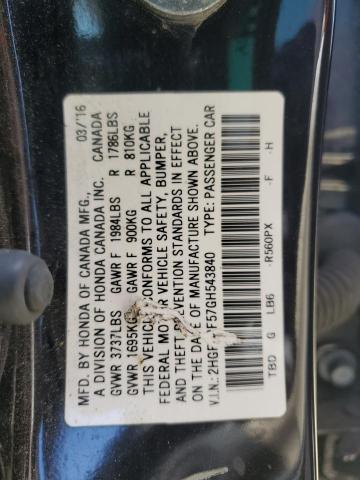 MFD. BY HONDA OF CANADA MFG., 03/'16
A DIVISION OF HONDA CANADA INC. CANADA
GVWR 3737LBS GAWR F 1984LBS R 1786LBS
GVWR 1695KG GAWR F 900KG R 810KG
THIS VEHICLE CONFORMS TO ALL APPLICABLE
FEDERAL MOTOR VEHICLE SAFETY, BUMPER,
AND THEFT PREVENTION STANDARDS IN EFFECT
ON THE DATE OF MANUFACTURE SHOWN ABOVE.
V.I.N.: 2HGF F57GH543840 TYPE: PASSENGER CAR
TBD G LB6 -R560PX -F -H